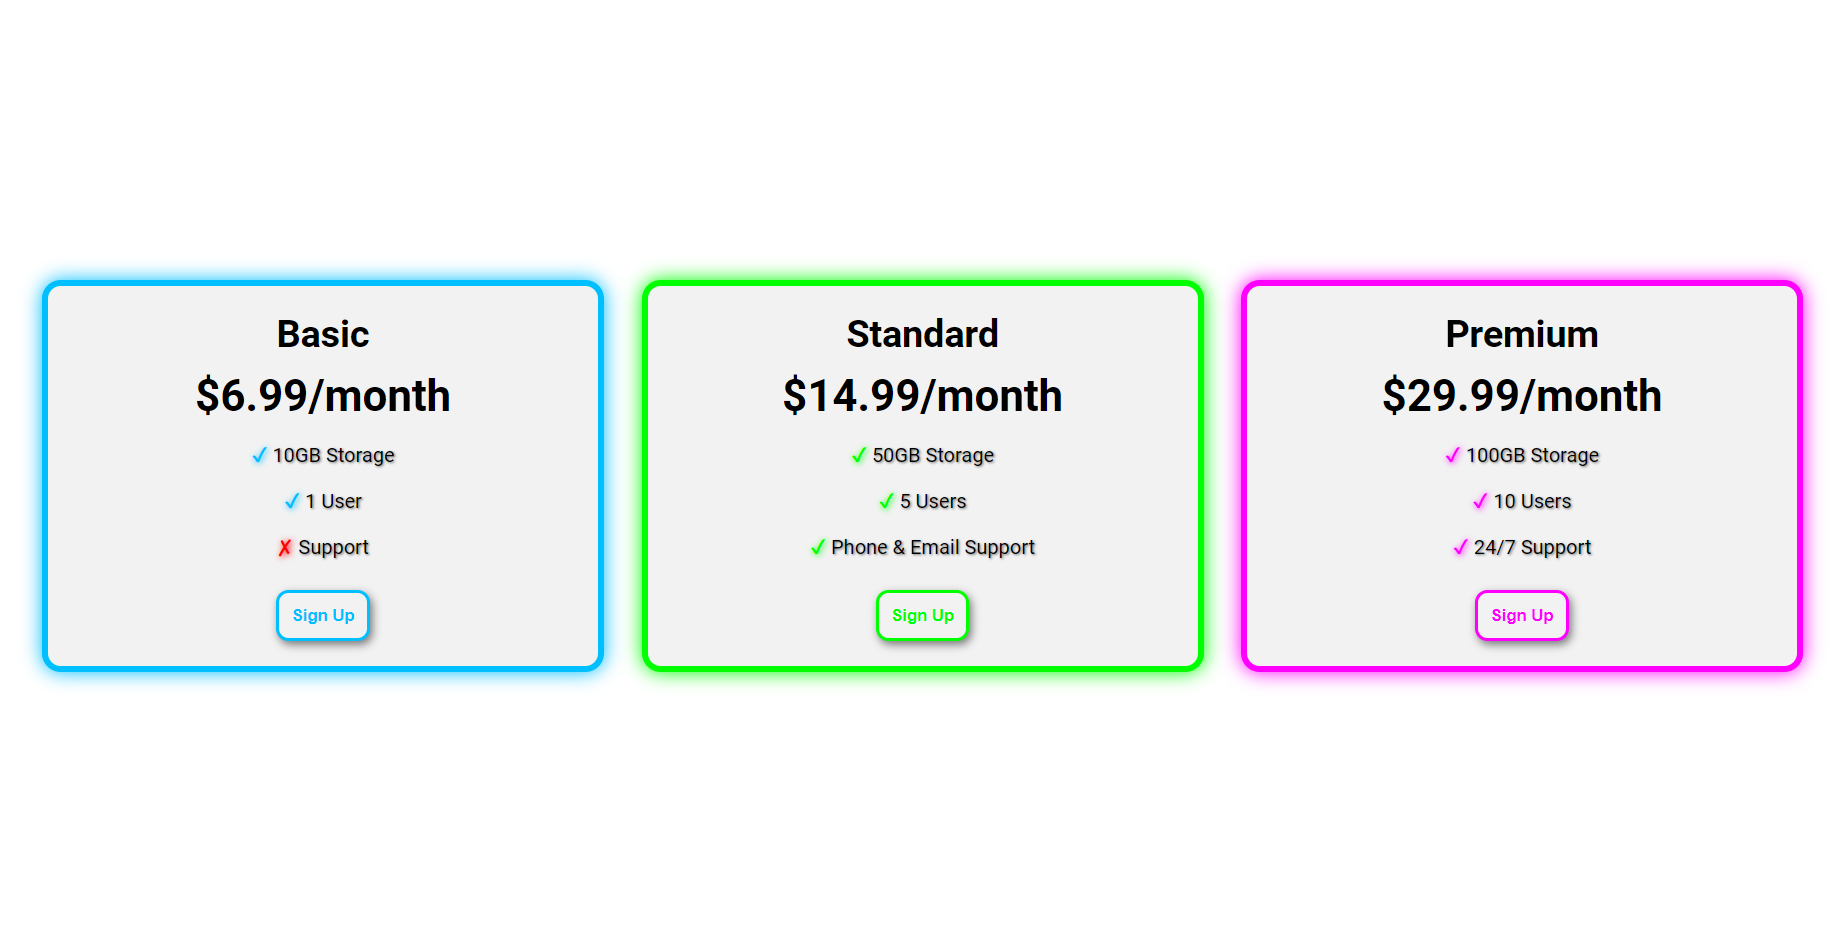 Basic
$6.99/month
✓ 10GB Storage
✓ 1 User
✗ Support
Sign Up
Standard
$14.99/month
✓ 50GB Storage
✓ 5 Users
✓ Phone & Email Support
Sign Up
Premium
$29.99/month
✓ 100GB Storage
✓ 10 Users
✓ 24/7 Support
Sign Up